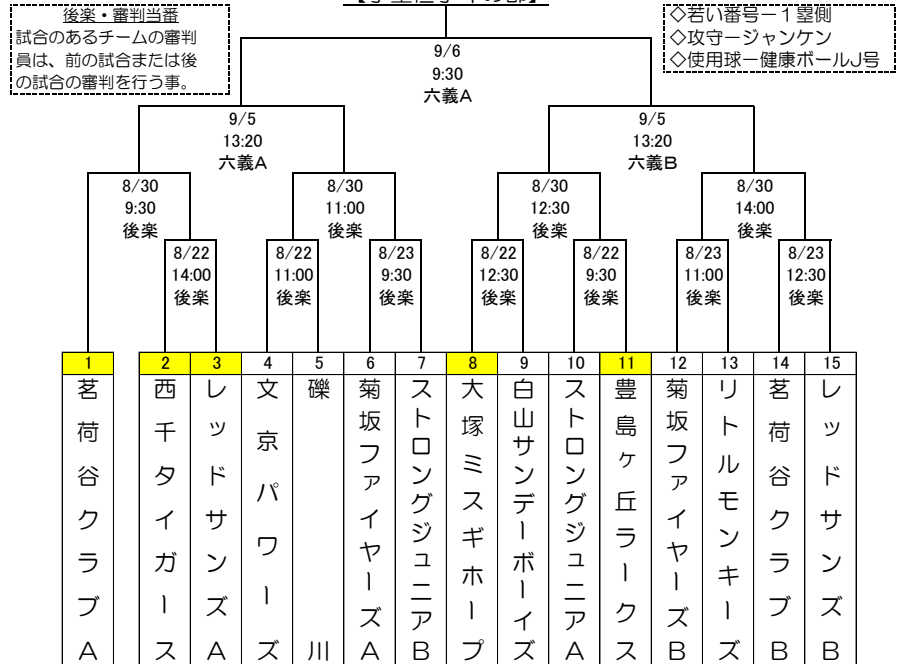 後楽・審判当番
試合のあるチームの審判
員は、前の試合または後
の試合の審判を行う事。
◇若い番号－１塁側
◇攻守－ジャンケン
◇使用球－健康ボールJ号
9/6
9:30
六義A
9/5
13:20
六義A
9/5
13:20
六義B
8/30
9:30
後楽
8/30
11:00
後楽
8/30
12:30
後楽
8/30
14:00
後楽
8/22
14:00
後楽
8/22
11:00
後楽
8/23
9:30
後楽
8/22
12:30
後楽
8/22
9:30
後楽
8/23
11:00
後楽
8/23
12:30
後楽
1
茗荷谷クラブA
2
西千タイガース
3
レッドサンズA
4
文京パワーズ
5
礫川
6
菊坂ファイヤーズA
7
ストロングジュニアB
8
大塚ミスギホープ
9
白山サンデーボーイズ
10
ストロングジュニアA
11
豊島ヶ丘ラークス
12
菊坂ファイヤーズB
13
リトルモンキーズ
14
茗荷谷クラブB
15
レッドサンズB